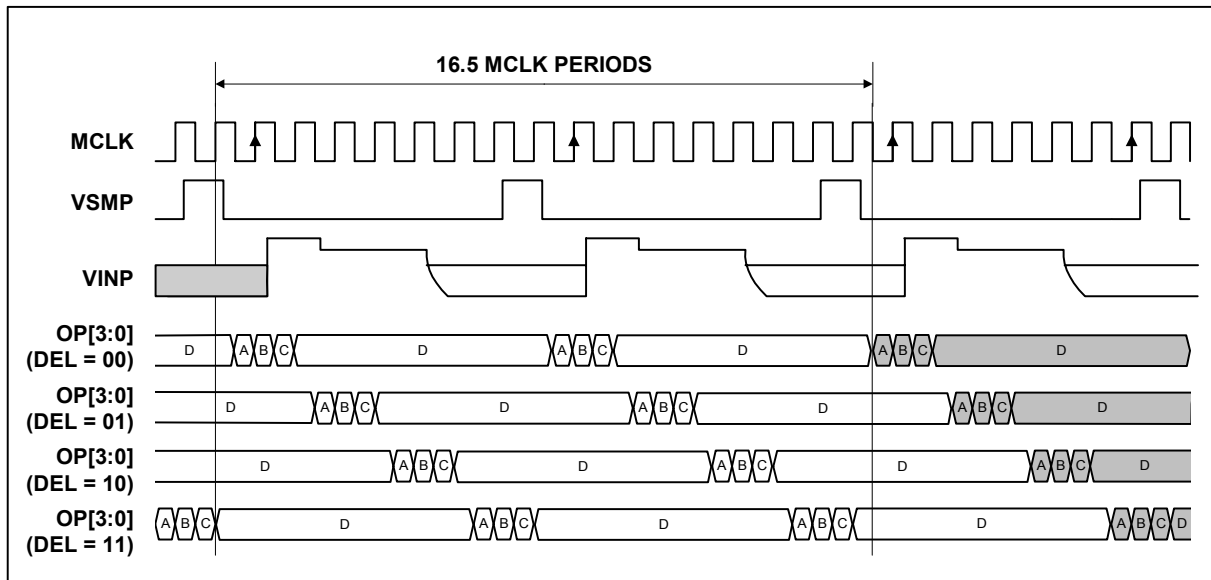 16.5 MCLK PERIODS
MCLK
VSMP
VINP
OP[3:0]
(DEL = 00)
D A B C D A B C D A B C D
OP[3:0]
(DEL = 01)
D A B C D A B C D A B C D
OP[3:0]
(DEL = 10)
D A B C D A B C D A B C D
OP[3:0]
(DEL = 11)
A B C D A B C D A B C D A B C D